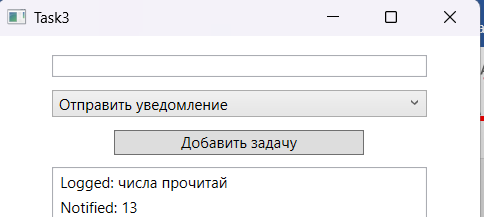 Task3
Отправить уведомление
Добавить задачу
Logged: числа прочитай
Notified: 13